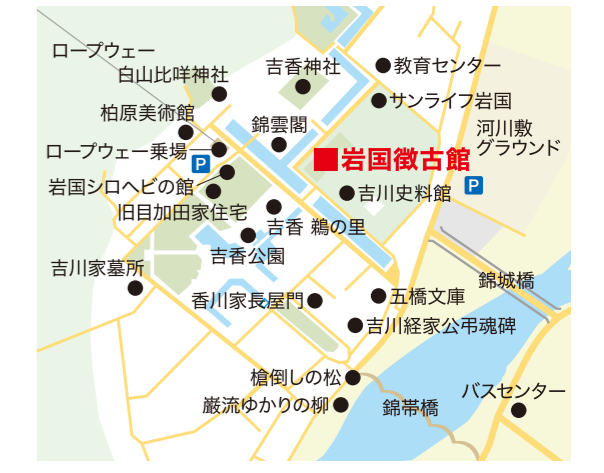 ロープウェー
白山比咩神社
吉香神社
教育センター
サンライフ岩国
柏原美術館
錦雲閣
河川敷
グラウンド
ロープウェー乗場
P
岩国徴古館
岩国シロヘビの館
吉川史料館
P
旧目加田家住宅
吉香 鵜の里
吉香公園
吉川家墓所
錦城橋
香川家長屋門
五橋文庫
吉川経家公弔魂碑
槍倒しの松
バスセンター
巌流ゆかりの柳
錦帯橋